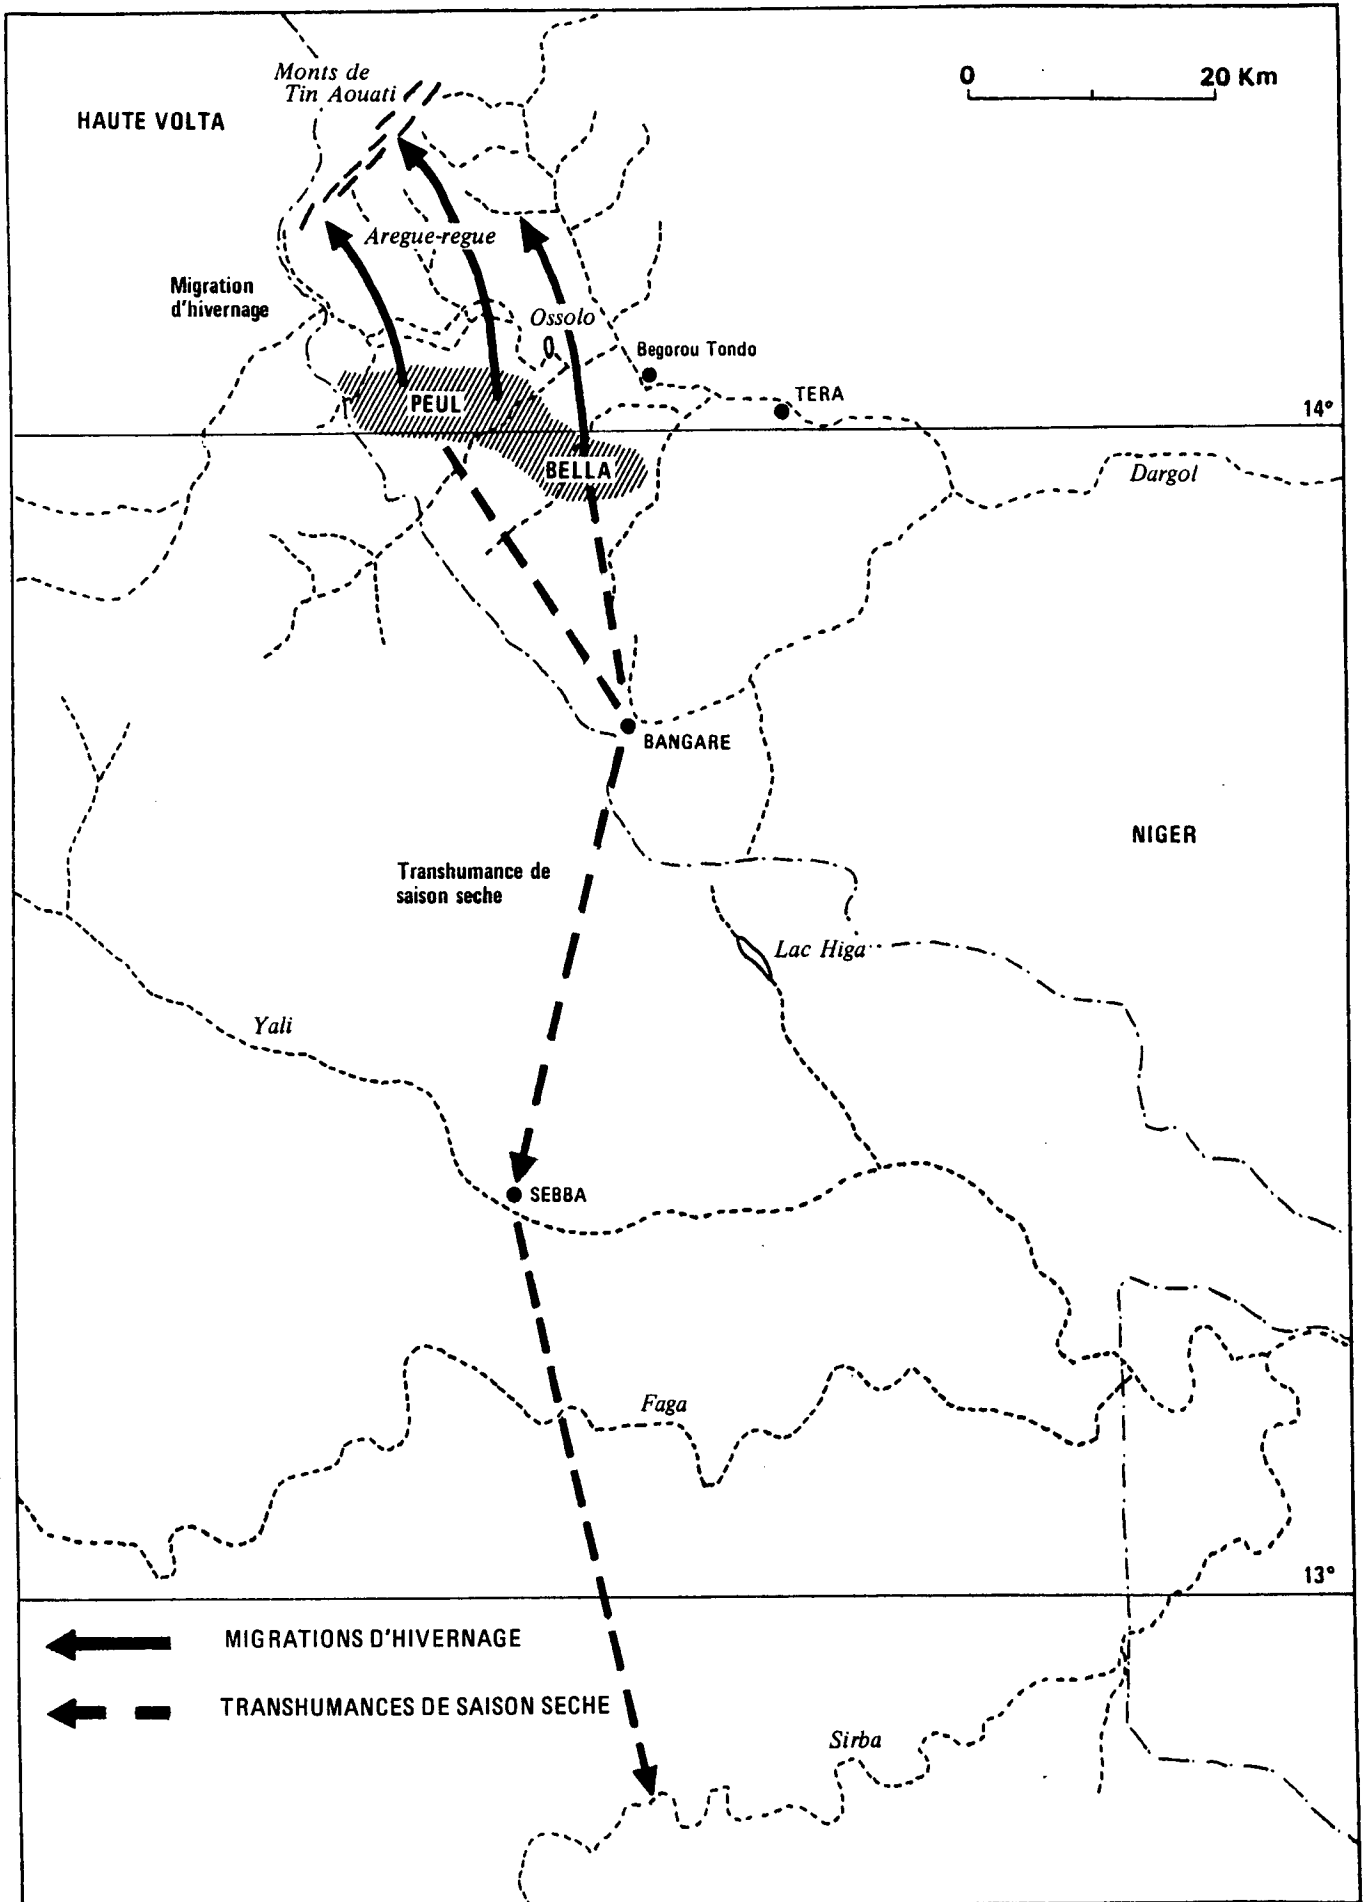 Monts de
Tin Aouati
0 20 Km
HAUTE VOLTA
Aregue-regue
Migration
d'hivernage
Ossolo
Begorou Tondo
TERA
PEUL
14°
BELLA
Dargol
BANGARE
NIGER
Transhumance de
saison seche
Lac Higa
Yali
SEBBA
Faga
13°
MIGRATIONS D'HIVERNAGE
TRANSHUMANCES DE SAISON SECHE
Sirba